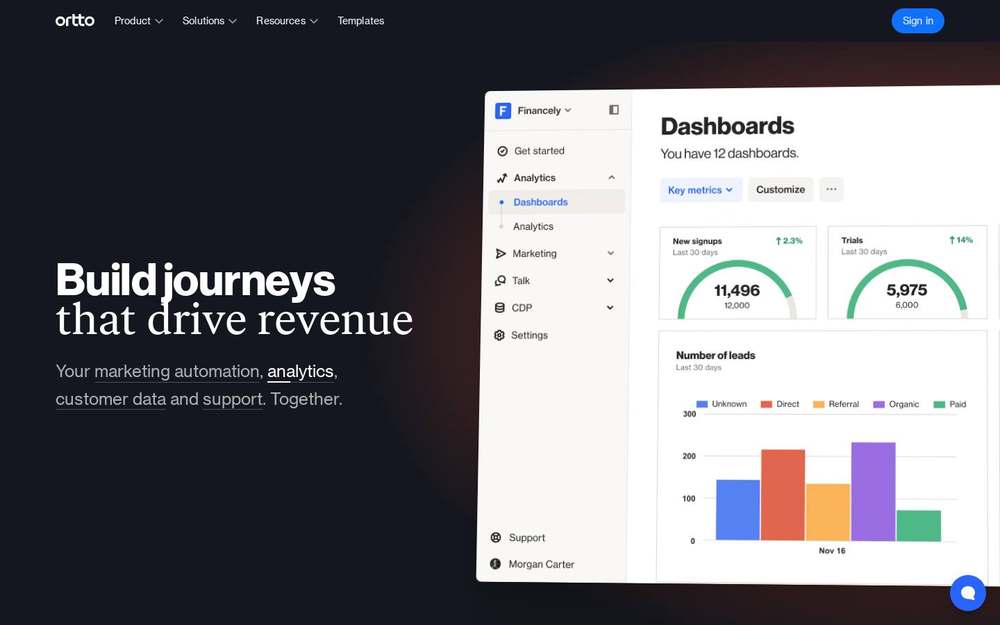 ortto
Product
Solutions
Resources
Templates
Sign in
Build journeys
that drive revenue
Your marketing automation, analytics,
customer data and support. Together.
F
Financely
Get started
Analytics
Dashboards
Analytics
Marketing
Talk
CDP
Settings
Support
Morgan Carter
Dashboards
You have 12 dashboards.
Key metrics
Customize
New signups
↑ 2.3%
Last 30 days
11,496
12,000
Trials
↑ 14%
Last 30 days
5,975
6,000
Number of leads
Last 30 days
Unknown Direct Referral Organic Paid
300
200
100
0
Nov 16